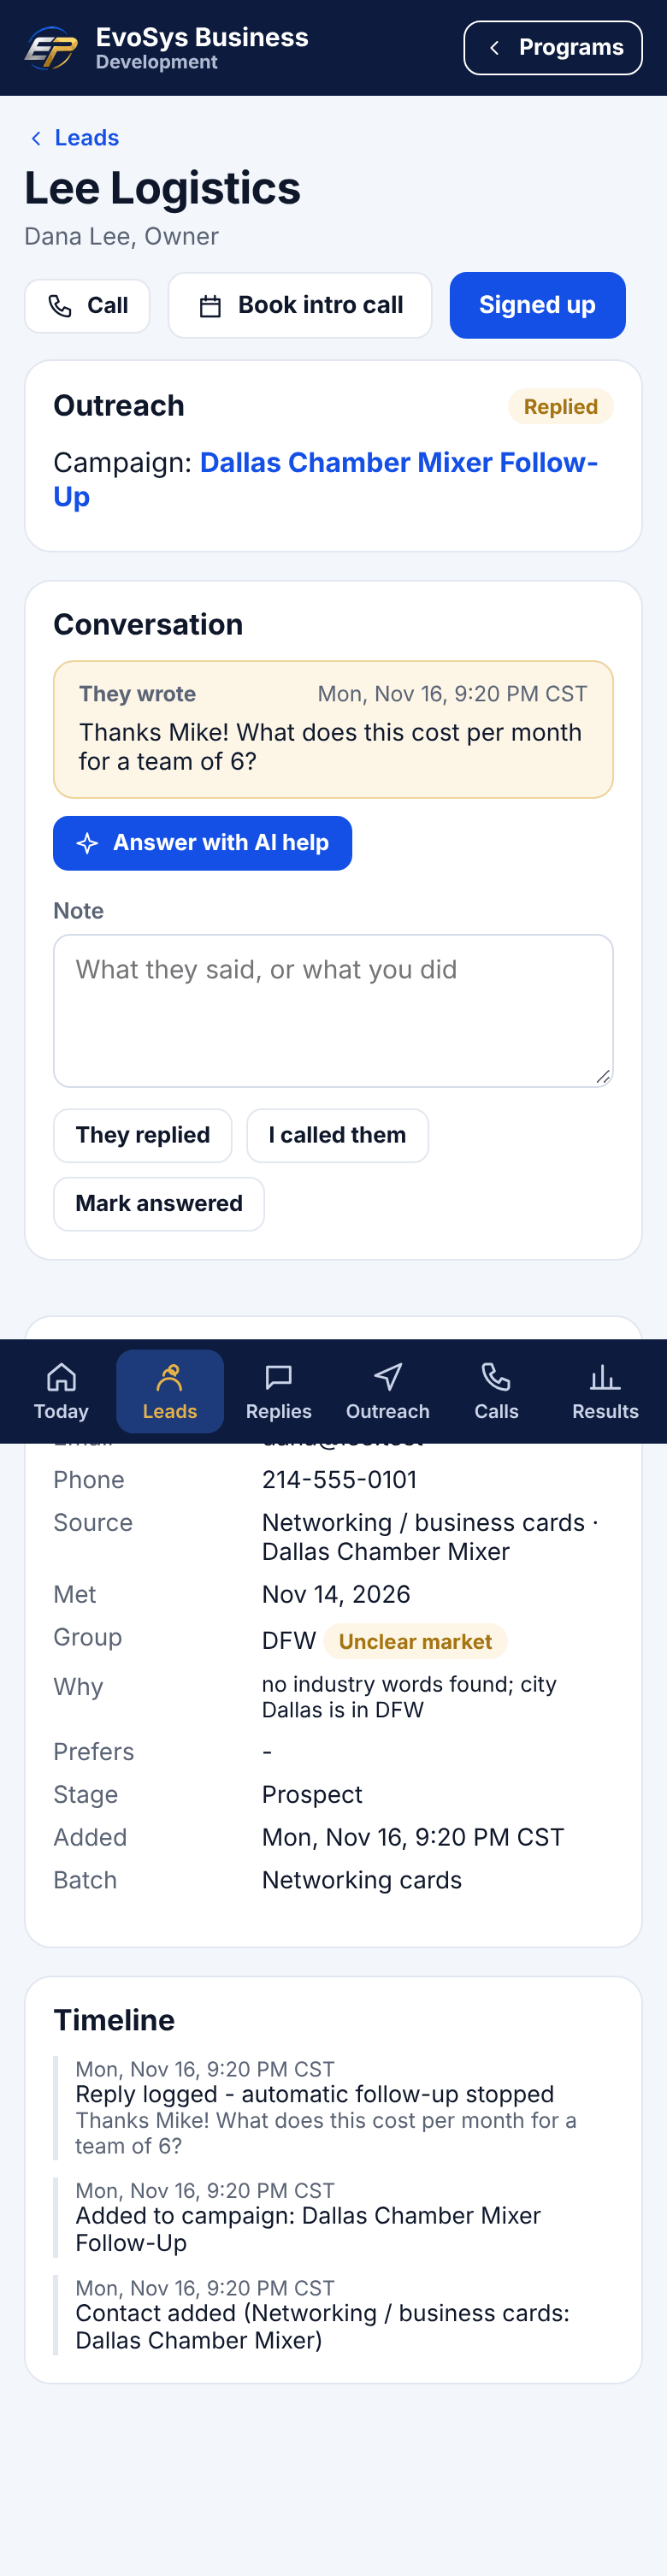 EP
EvoSys Business
Development
Programs
Leads
Lee Logistics
Dana Lee, Owner
Call
Book intro call
Signed up
Outreach
Replied
Campaign: Dallas Chamber Mixer Follow-
Up
Conversation
They wrote
Mon, Nov 16, 9:20 PM CST
Thanks Mike! What does this cost per month
for a team of 6?
Answer with AI help
Note
What they said, or what you did
They replied
I called them
Mark answered
Today
Leads
Replies
Outreach
Calls
Results
Phone
214-555-0101
Source
Networking / business cards ·
Dallas Chamber Mixer
Met
Nov 14, 2026
Group
DFW Unclear market
Why
no industry words found; city
Dallas is in DFW
Prefers
-
Stage
Prospect
Added
Mon, Nov 16, 9:20 PM CST
Batch
Networking cards
Timeline
Mon, Nov 16, 9:20 PM CST
Reply logged - automatic follow-up stopped
Thanks Mike! What does this cost per month for a
team of 6?
Mon, Nov 16, 9:20 PM CST
Added to campaign: Dallas Chamber Mixer
Follow-Up
Mon, Nov 16, 9:20 PM CST
Contact added (Networking / business cards:
Dallas Chamber Mixer)